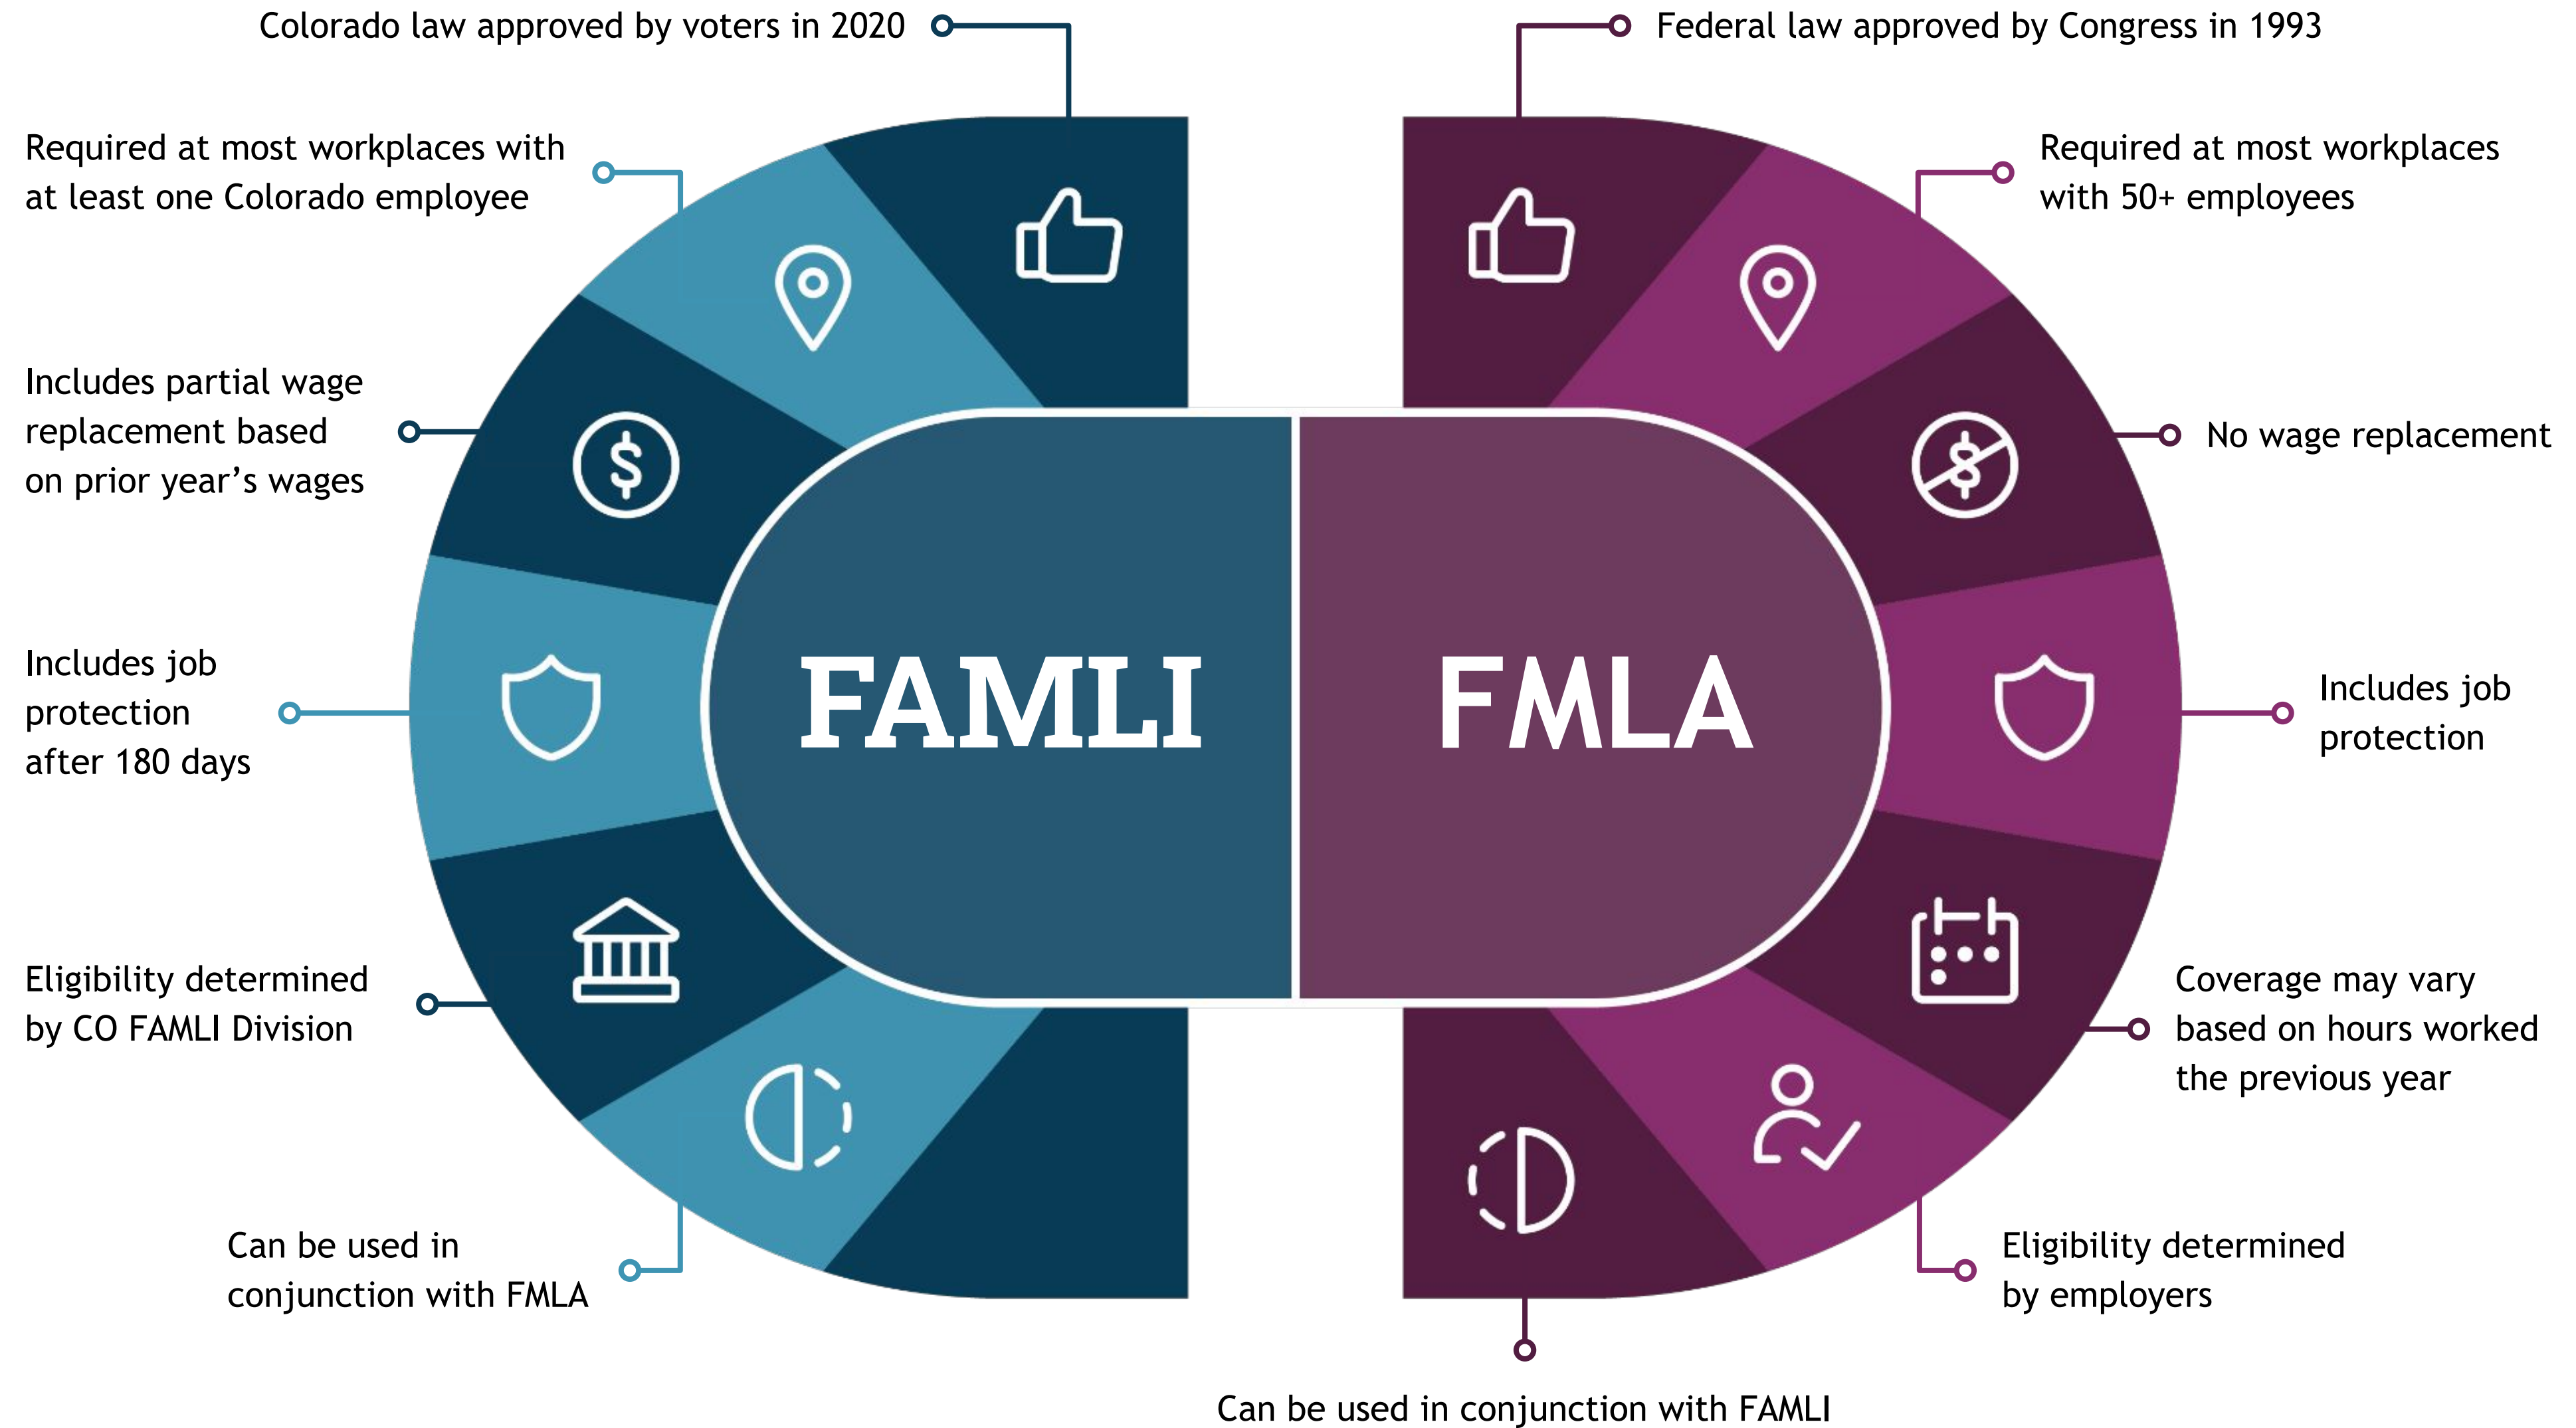 Colorado law approved by voters in 2020
Required at most workplaces with
at least one Colorado employee
Includes partial wage
replacement based
on prior year’s wages
Includes job
protection
after 180 days
Eligibility determined
by CO FAMLI Division
Can be used in
conjunction with FMLA
FAMLI
FMLA
Federal law approved by Congress in 1993
Required at most workplaces
with 50+ employees
No wage replacement
Includes job
protection
Coverage may vary
based on hours worked
the previous year
Eligibility determined
by employers
Can be used in conjunction with FAMLI